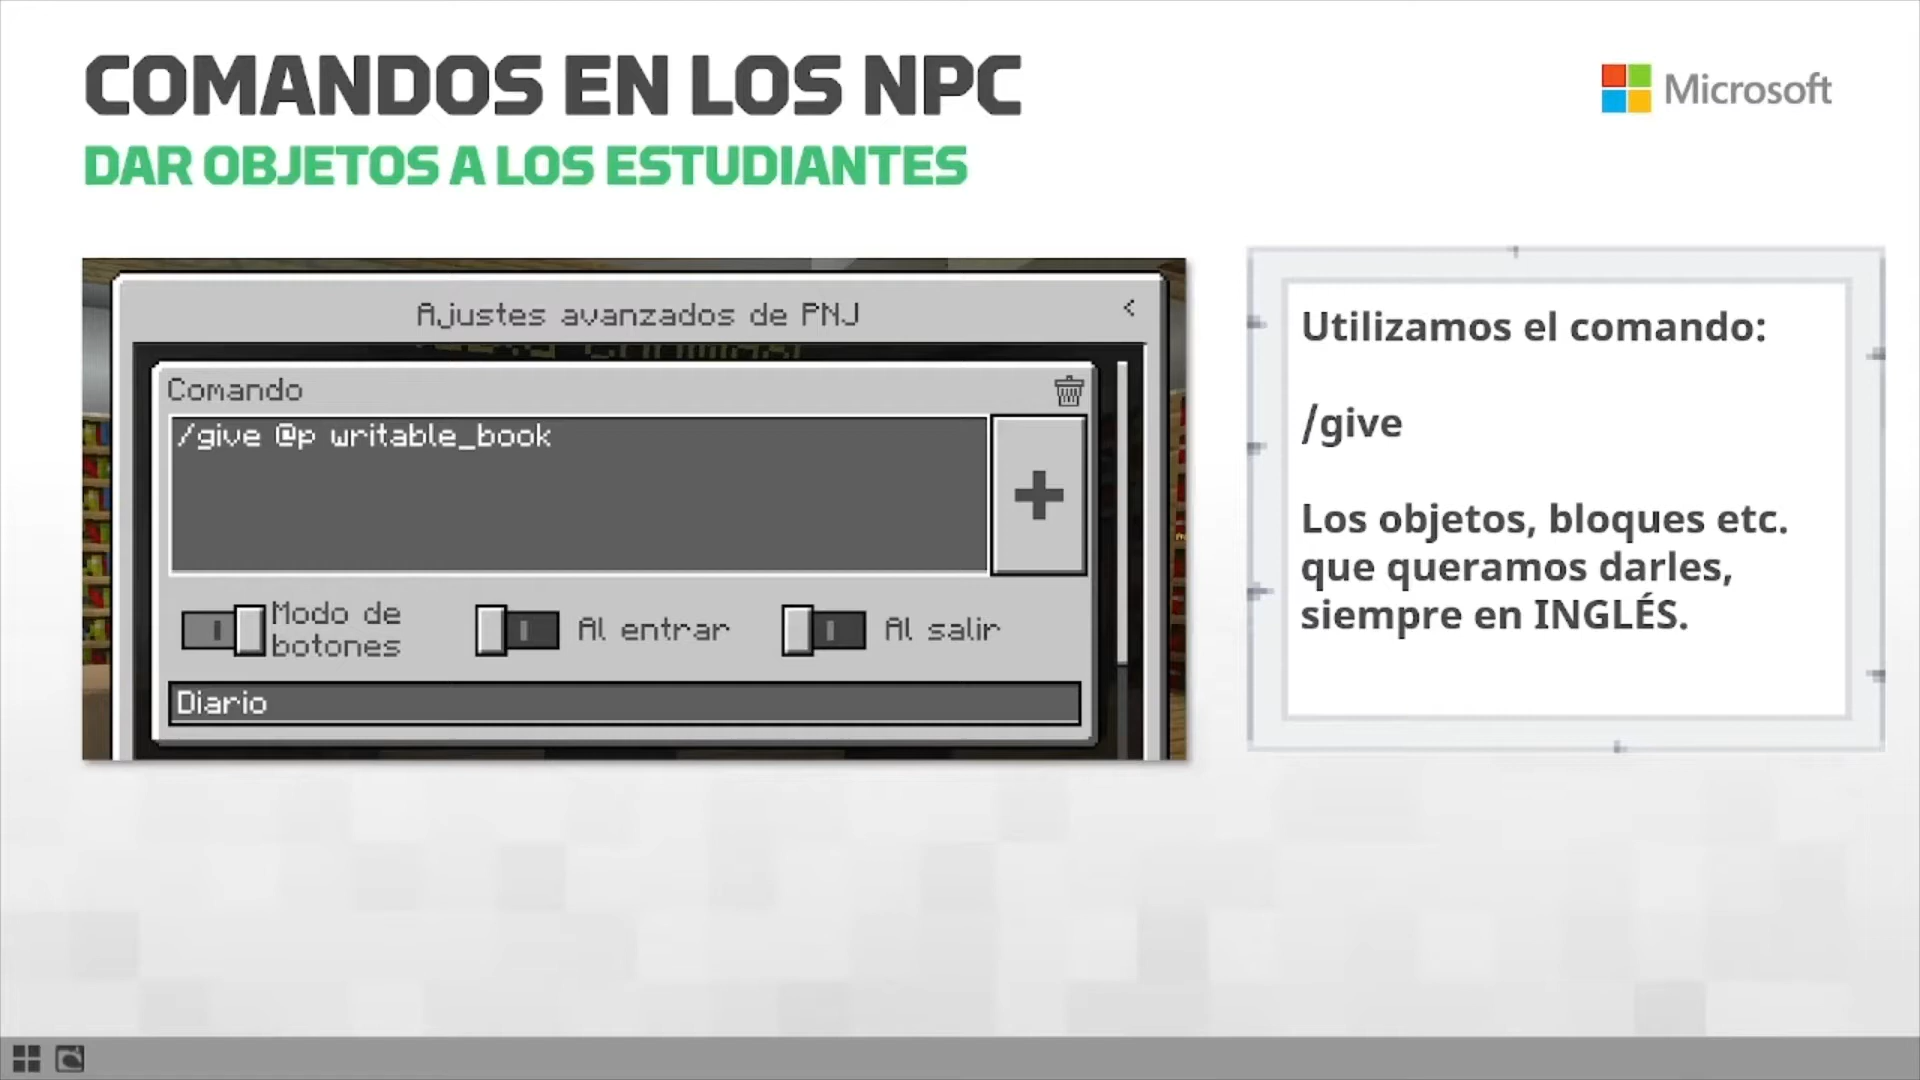 COMANDOS EN LOS NPC
DAR OBJETOS A LOS ESTUDIANTES
Microsoft
Ajustes avanzados de PNJ
Comando
/give @p writable_book
Modo de
botones
Al entrar
Al salir
Diario
Utilizamos el comando:
/give
Los objetos, bloques etc.
que queramos darles,
siempre en INGLÉS.